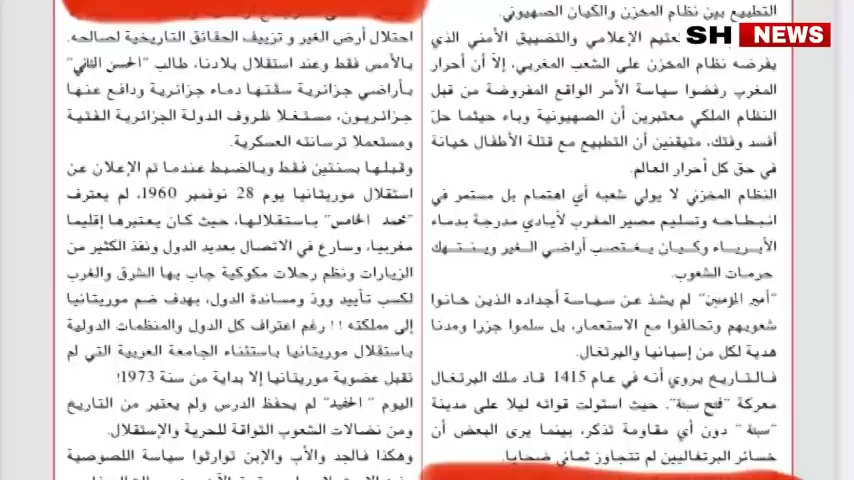 SH NEWS
التطبيع بين نظام المخزن والكيان الصهيوني.
عتيم الإعلامي والتضييق الأمني الذي
يفرضه نظام المخزن على الشعب المغربي، إلا أن أحرار
المغرب رفضوا سياسة الأمر الواقع المفروضة من قبل
النظام الملكي معتبرين أن الصهيونية وباء حيثما حل
أفسد وفتك، متيقنين أن التطبيع مع قتلة الأطفال خيانة
في حق كل أحرار العالم.
النظام المخزني لا يولي شعبه أي اهتمام بل مستمر في
انبطاحه وتسليم مصير المغرب لأيادي مدرجة بدماء
الأبرياء وكيان يغتصب أراضي الغير وينتهك
حرمات الشعوب.
"أمير المؤمنين" لم يشذ عن سياسة أجداده الذين خانوا
شعوبهم وتحالفوا مع الاستعمار، بل سلموا جزرا ومدنا
هدية لكل من إسبانيا والبرتغال.
فالتاريخ يروي أنه في عام 1415 قاد ملك البرتغال
معركة "فتح سبتة". حيث استولت قواته ليلا على مدينة
"سبتة" دون أي مقاومة تذكر، بينما يرى البعض أن
خسائر البرتغاليين لم تتجاوز ثماني ضحايا.
احتلال أرض الغير و تزييف الحقائق التاريخية لصالحه.
بالأمس فقط وعند استقلال بلادنا، طالب "الحسن الثاني"
بأراضي جزائرية سقتها دماء جزائرية ودافع عنها
جزائريون، مستغلا ظروف الدولة الجزائرية الفتية
ومستعملا ترسانته العسكرية.
وقبلها بسنتين فقط وبالضبط عندما تم الإعلان عن
استقلال موريتانيا يوم 28 نوفمبر 1960، لم يعترف
"محمد الخامس" باستقلالها، حيث كان يعتبرها إقليما
مغربيا، وسارع في الاتصال بعديد الدول ونفذ الكثير من
الزيارات ونظم رحلات مكوكية جاب بها الشرق والغرب
لكسب تأييد وود ومساندة الدول، بهدف ضم موريتانيا
إلى مملكته !! رغم اعتراف كل الدول والمنظمات الدولية
باستقلال موريتانيا باستثناء الجامعة العربية التي لم
تقبل عضوية موريتانيا إلا بداية من سنة 1973!
اليوم "الحفيد" لم يحفظ الدرس ولم يعتبر من التاريخ
ومن نضالات الشعوب التواقة للحرية والإستقلال.
وهكذا فالجد والأب والإبن توارثوا سياسة اللصوصية